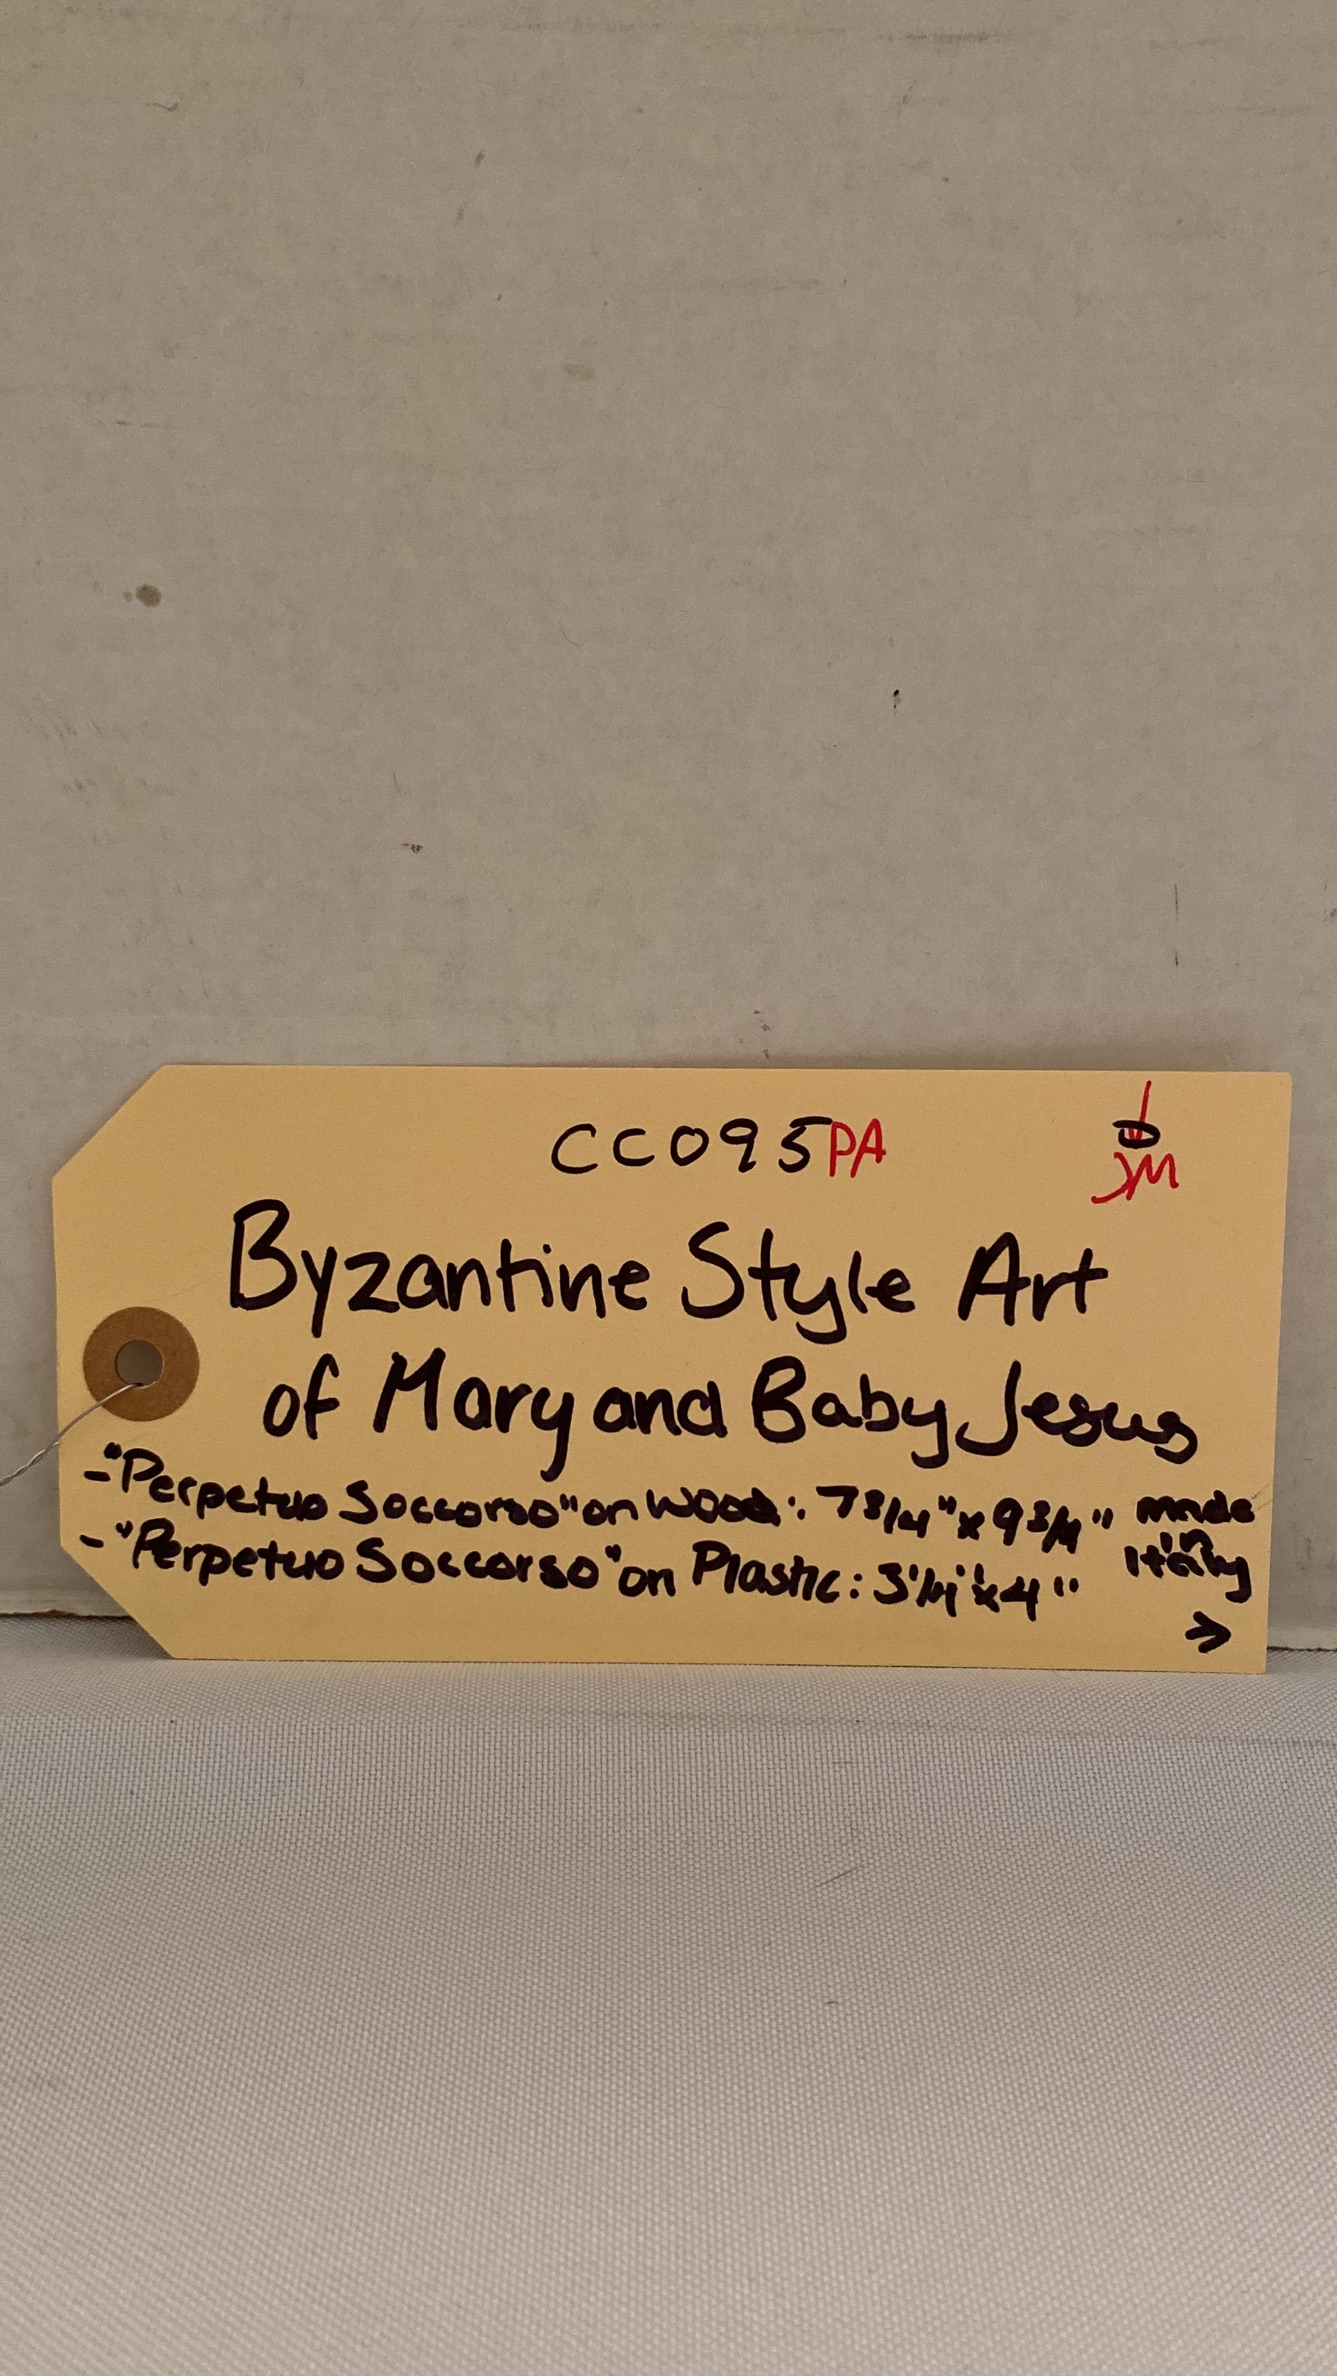 CC095PA
JM
Byzantine Style Art
of Mary and Baby Jesus
-"Perpetuo Soccorso" on wood: 7 3/4" x 9 3/4" made
in
-"Perpetuo Soccorso" on Plastic: 3 1/4" x 4" Italy
→